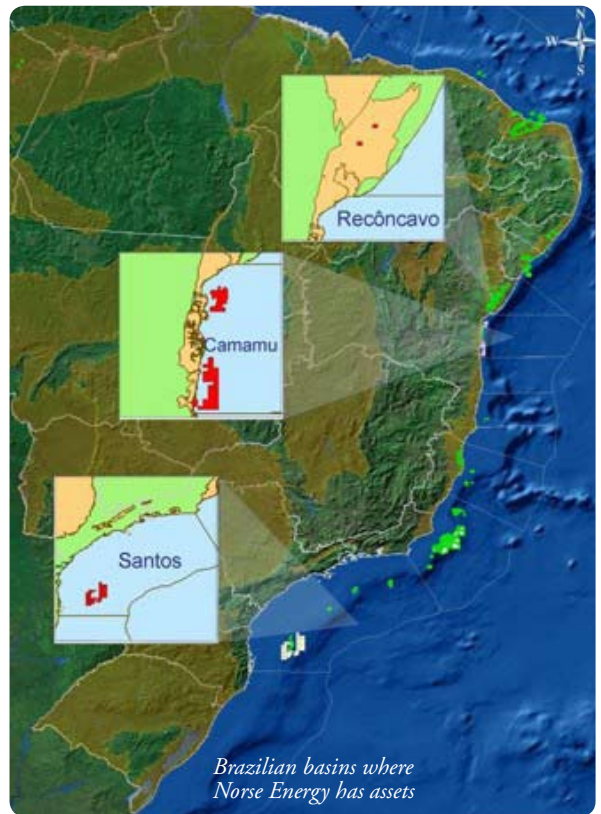 N
W
S
Recôncavo
Camamu
Santos
Brazilian basins where
Norse Energy has assets